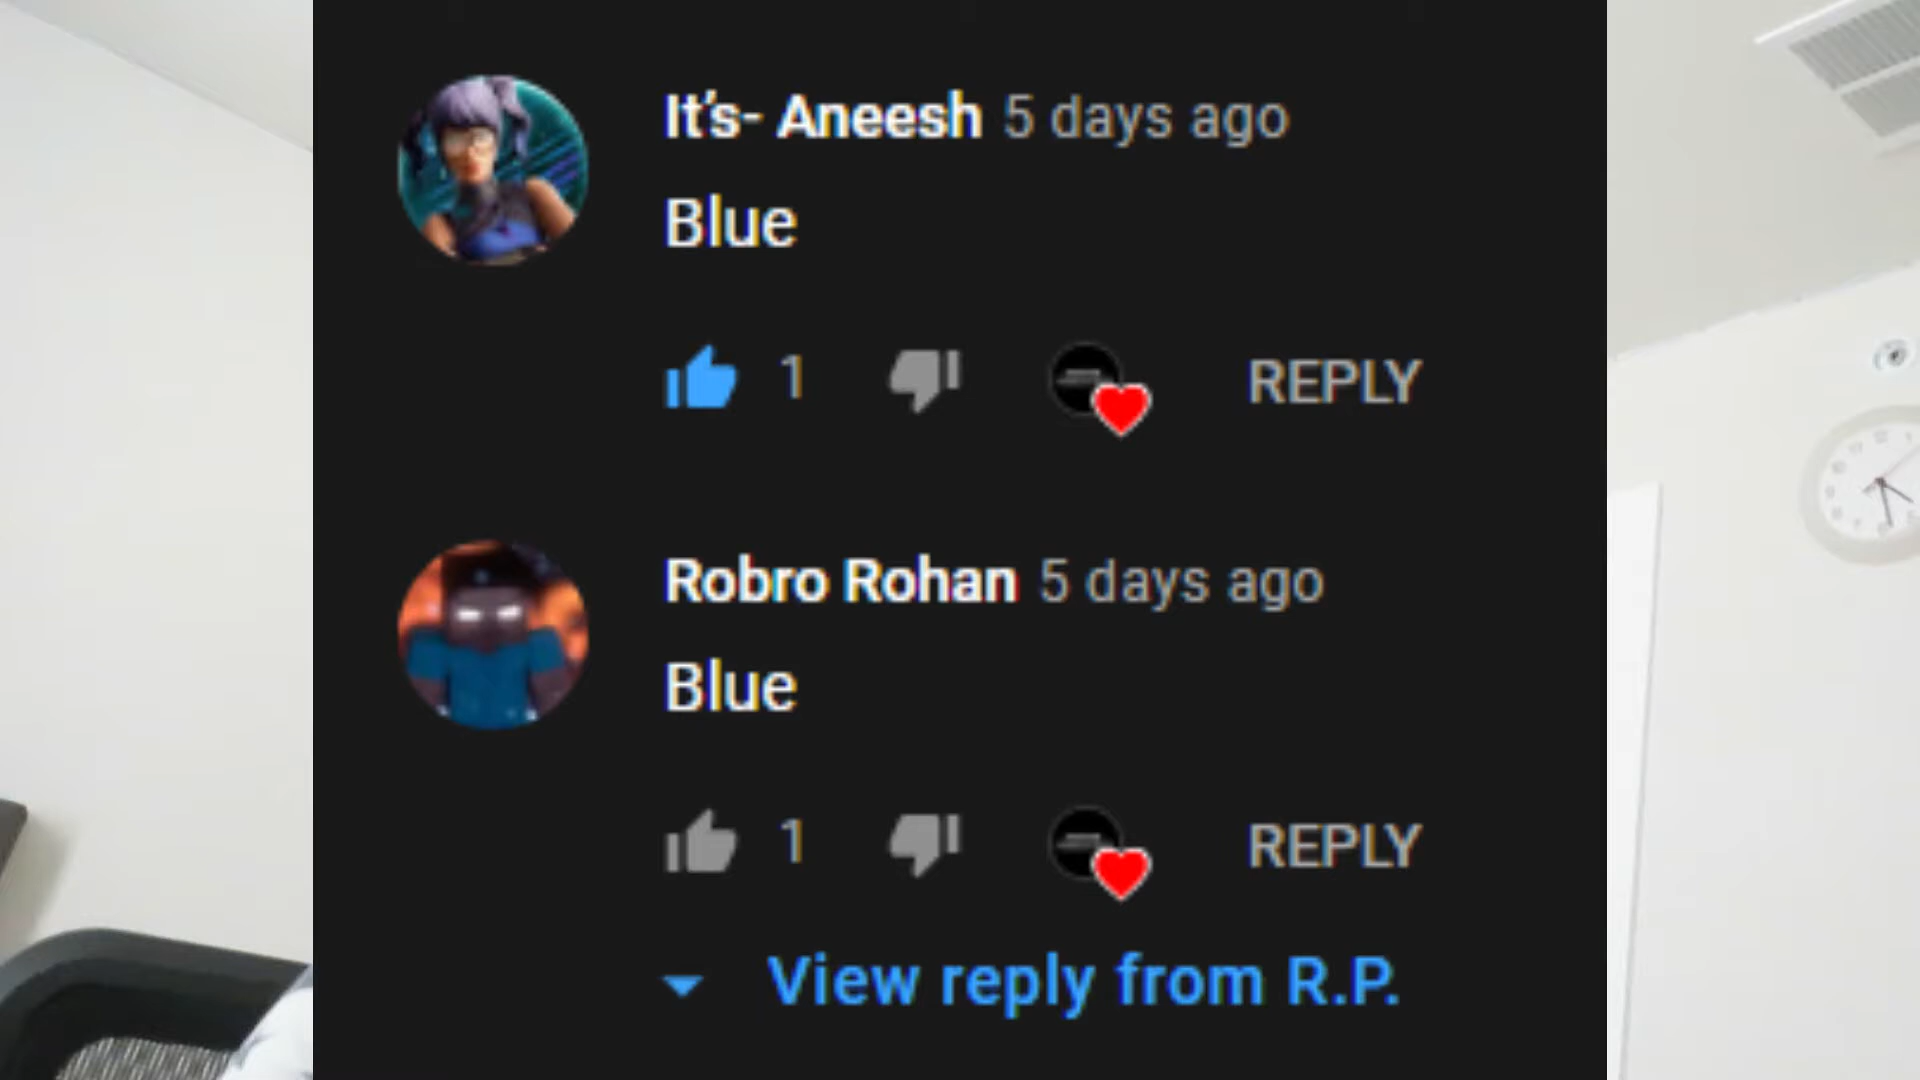 It's- Aneesh 5 days ago
Blue
1 REPLY
Robro Rohan 5 days ago
Blue
1 REPLY
View reply from R.P.